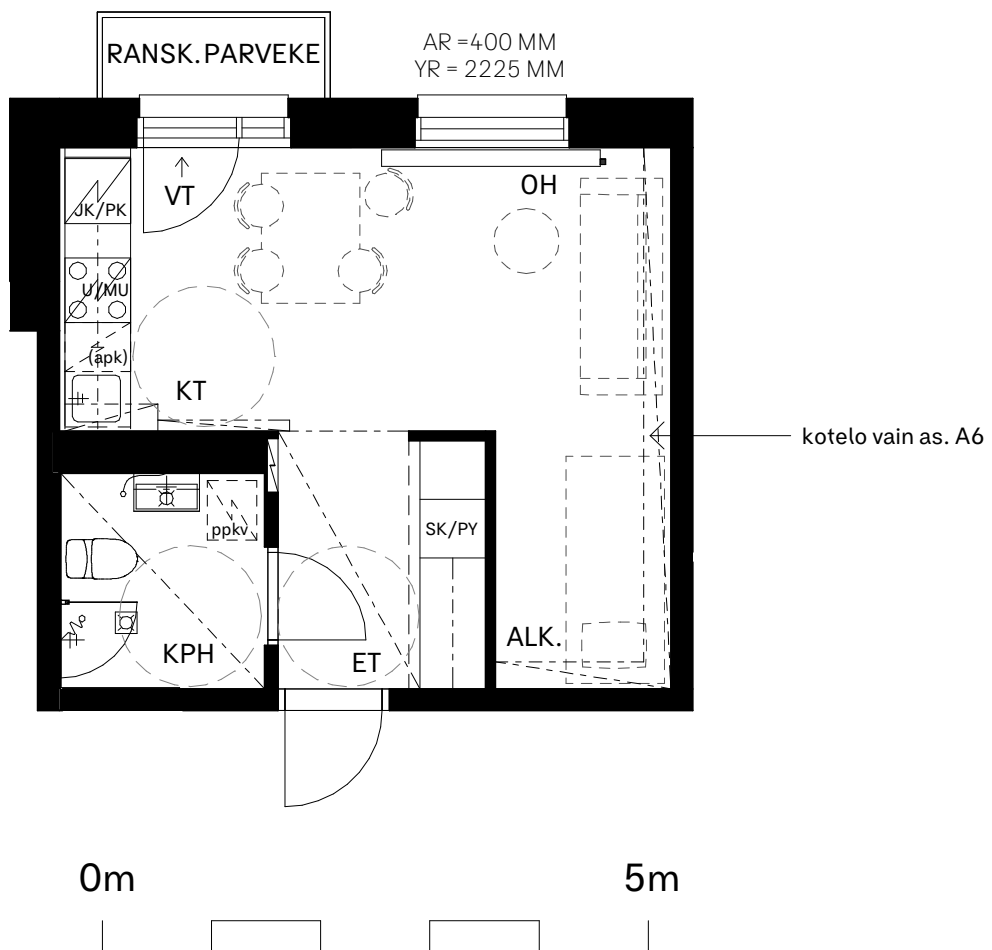 RANSK. PARVEKE
AR =400 MM
YR = 2225 MM
VT
OH
JK/PK
U/MU
(apk)
KT
kotelo vain as. A6
ppkv
SK/PY
ALK.
KPH
ET
0m
5m